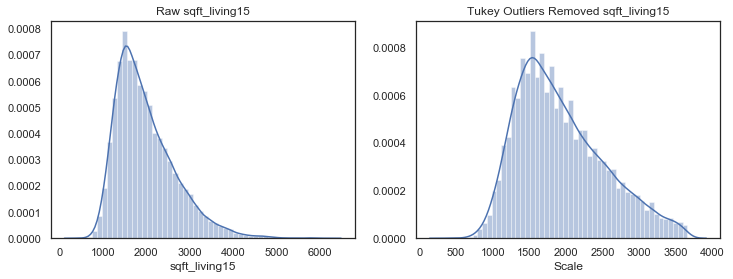 Raw sqft_living15
0.0008
0.0007
0.0006
0.0005
0.0004
0.0003
0.0002
0.0001
0.0000
0 1000 2000 3000 4000 5000 6000
sqft_living15
Tukey Outliers Removed sqft_living15
0.0008
0.0006
0.0004
0.0002
0.0000
0 500 1000 1500 2000 2500 3000 3500 4000
Scale